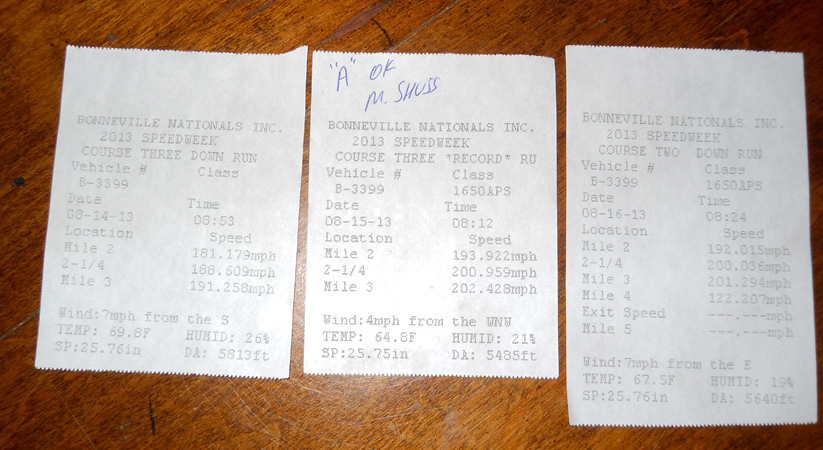 BONNEVILLE NATIONALS INC.
2013 SPEEDWEEK
COURSE THREE DOWN RUN
Vehicle # Class
B-3399
Date Time
08-14-13 08:53
Location Speed
Mile 2 181.179mph
2-1/4 188.609mph
Mile 3 191.258mph
Wind:7mph from the S
TEMP: 69.8F HUMID: 26%
SP:25.76in DA: 5813ft
"A" OK
M. SHUSS
BONNEVILLE NATIONALS INC.
2013 SPEEDWEEK
COURSE THREE *RECORD* RU
Vehicle # Class
B-3399 1650APS
Date Time
08-15-13 08:12
Location Speed
Mile 2 193.922mph
2-1/4 200.959mph
Mile 3 202.428mph
Wind:4mph from the WNW
TEMP: 64.8F HUMID: 21%
SP:25.75in DA: 5485ft
BONNEVILLE NATIONALS INC.
2013 SPEEDWEEK
COURSE TWO DOWN RUN
Vehicle # Class
B-3399 1650APS
Date Time
08-16-13 08:24
Location Speed
Mile 2 192.015mph
2-1/4 200.036mph
Mile 3 201.294mph
Mile 4 122.207mph
Exit Speed ---.---mph
Mile 5 ---.---mph
Wind:7mph from the E
TEMP: 67.5F HUMID: 19%
SP:25.76in DA: 5640ft